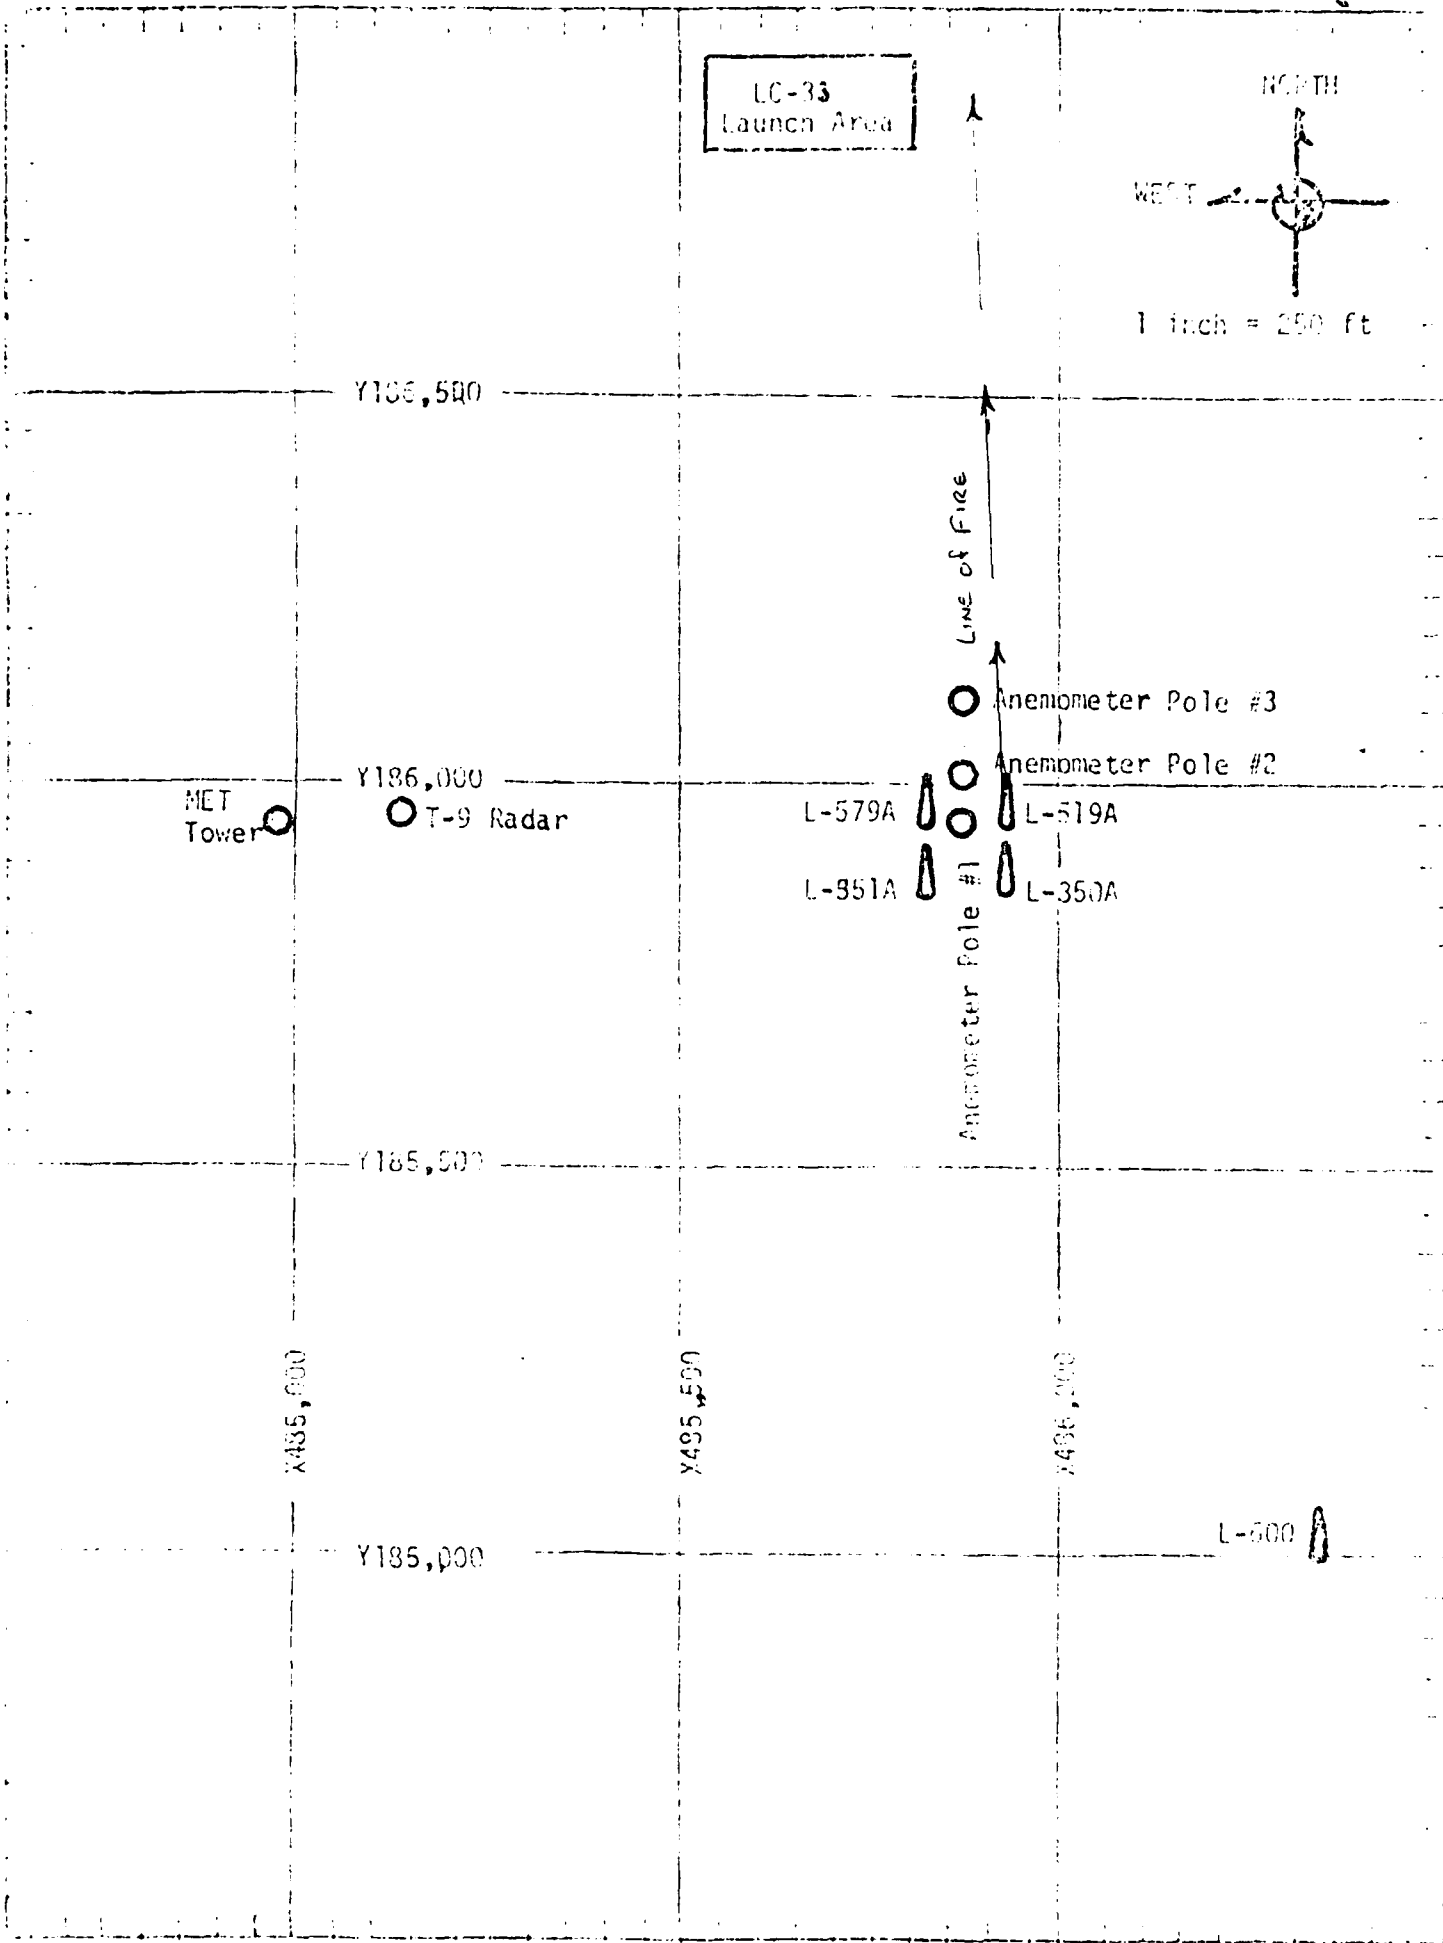 LC-33
Launch Area
NORTH
WEST
1 inch = 250 ft
Y186,500
LINE of FIRE
Anemometer Pole #3
Y186,000
Anemometer Pole #2
MET
Tower
T-9 Radar
L-579A
L-519A
L-351A
L-350A
Anemometer Pole #1
Y185,500
X485,000
X485,500
X486,000
L-600
Y185,000